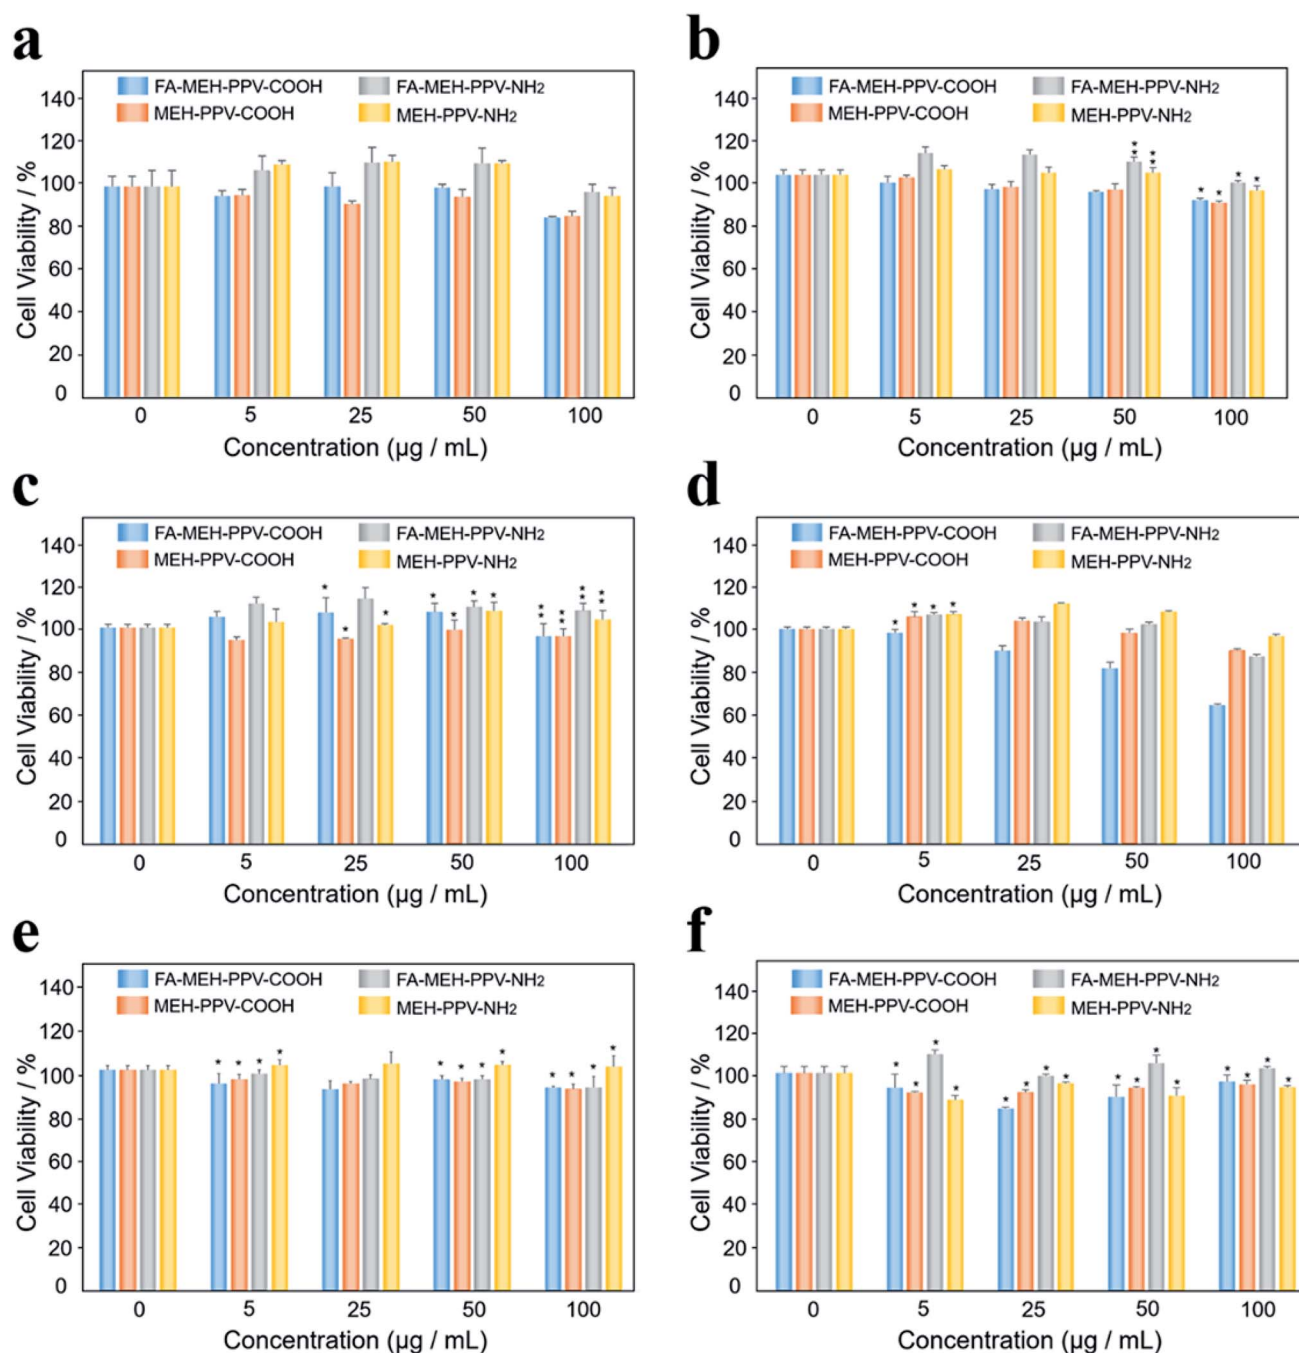 a
FA-MEH-PPV-COOH FA-MEH-PPV-NH2
MEH-PPV-COOH MEH-PPV-NH2
Cell Viability / %
140
120
100
80
60
40
20
0
0 5 25 50 100
Concentration (µg / mL)
b
FA-MEH-PPV-COOH FA-MEH-PPV-NH2
MEH-PPV-COOH MEH-PPV-NH2
Cell Viability / %
140
120
100
80
60
40
20
0
* * * *
* * * *
0 5 25 50 100
Concentration (µg / mL)
c
FA-MEH-PPV-COOH FA-MEH-PPV-NH2
MEH-PPV-COOH MEH-PPV-NH2
Cell Viability / %
140
120
100
80
60
40
20
0
* * *
* * * *
** ** ** **
0 5 25 50 100
Concentration (µg / mL)
d
FA-MEH-PPV-COOH FA-MEH-PPV-NH2
MEH-PPV-COOH MEH-PPV-NH2
Cell Viability / %
140
120
100
80
60
40
20
0
* * * *
0 5 25 50 100
Concentration (µg / mL)
e
FA-MEH-PPV-COOH FA-MEH-PPV-NH2
MEH-PPV-COOH MEH-PPV-NH2
Cell Viability / %
140
120
100
80
60
40
20
0
* * * *
* * * *
* * * *
0 5 25 50 100
Concentration (µg / mL)
f
FA-MEH-PPV-COOH FA-MEH-PPV-NH2
MEH-PPV-COOH MEH-PPV-NH2
Cell Viability / %
140
120
100
80
60
40
20
0
* * * *
* * * *
* * * *
* * * *
0 5 25 50 100
Concentration (µg / mL)